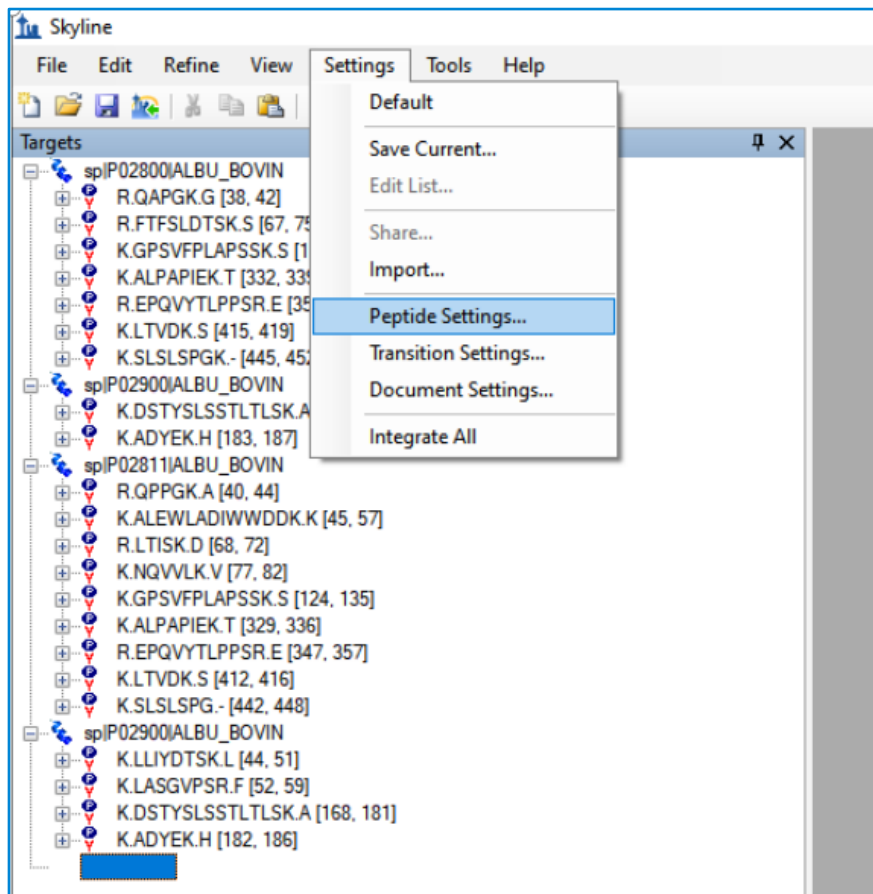 Skyline
File Edit Refine View Settings Tools Help
Default
Targets
Save Current...
sp|P02800|ALBU_BOVIN
Edit List...
R.QAPGK.G [38, 42]
R.FTFSLDTSK.S [67, 75
Share...
K.GPSVFPLAPSSK.S [1
Import...
K.ALPAPIEK.T [332, 339
R.EPQVYTLPPSR.E [35
Peptide Settings...
K.LTVDK.S [415, 419]
Transition Settings...
K.SLSLSPGK.- [445, 452
sp|P02900|ALBU_BOVIN
Document Settings...
K.DSTYSLSSTLTLSK.A
K.ADYEK.H [183, 187]
Integrate All
sp|P02811|ALBU_BOVIN
R.QPPGK.A [40, 44]
K.ALEWLADIWWDDK.K [45, 57]
R.LTISK.D [68, 72]
K.NQVVLK.V [77, 82]
K.GPSVFPLAPSSK.S [124, 135]
K.ALPAPIEK.T [329, 336]
R.EPQVYTLPPSR.E [347, 357]
K.LTVDK.S [412, 416]
K.SLSLSPG.- [442, 448]
sp|P02900|ALBU_BOVIN
K.LLIYDTSK.L [44, 51]
K.LASGVPSR.F [52, 59]
K.DSTYSLSSTLTLSK.A [168, 181]
K.ADYEK.H [182, 186]